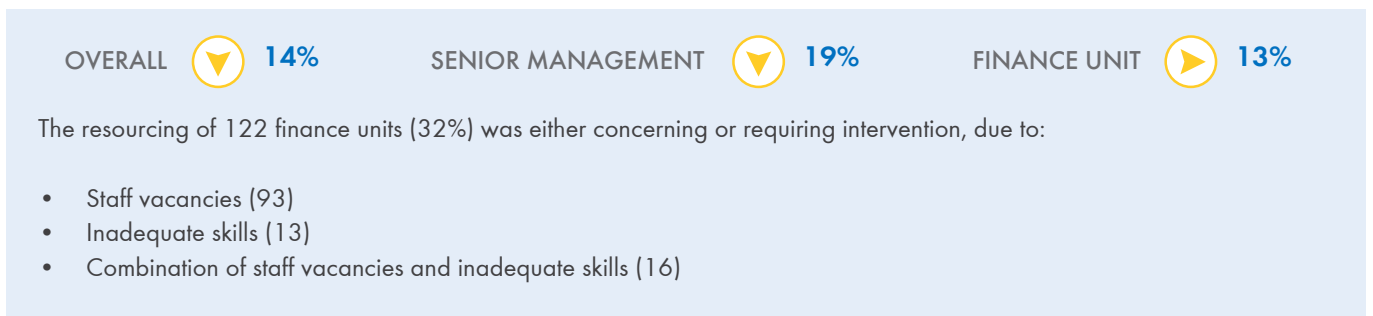 OVERALL 14% SENIOR MANAGEMENT 19% FINANCE UNIT 13%
The resourcing of 122 finance units (32%) was either concerning or requiring intervention, due to:
• Staff vacancies (93)
• Inadequate skills (13)
• Combination of staff vacancies and inadequate skills (16)